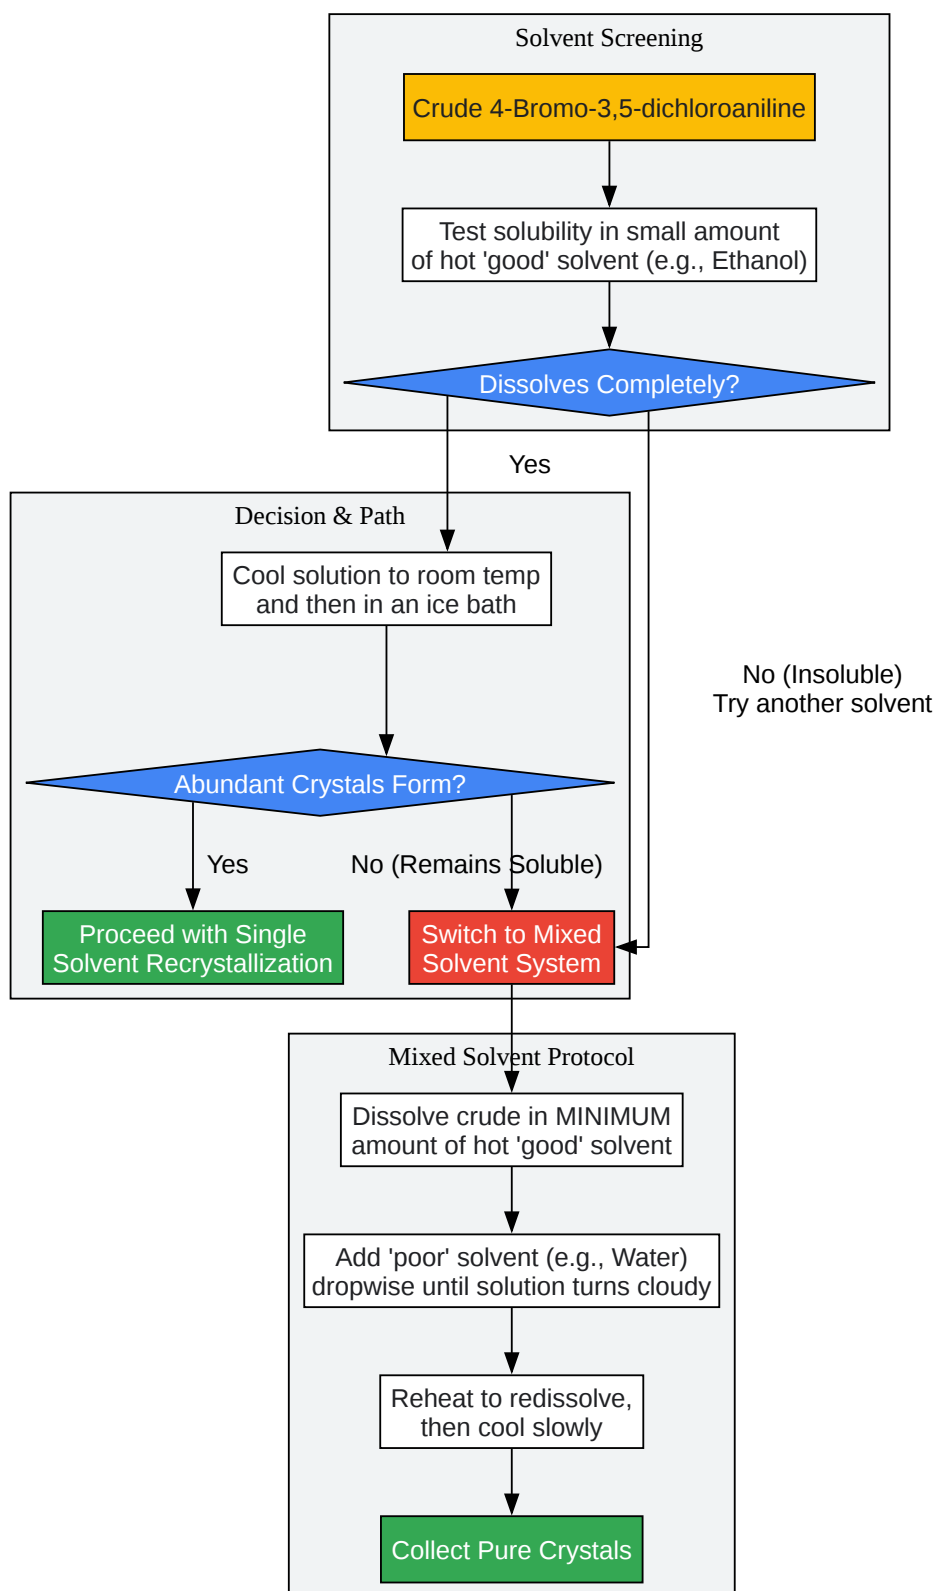 Solvent Screening
Crude 4-Bromo-3,5-dichloroaniline
Test solubility in small amount
of hot 'good' solvent (e.g., Ethanol)
Dissolves Completely?
Yes
Decision & Path
Cool solution to room temp
and then in an ice bath
No (Insoluble)
Try another solvent
Abundant Crystals Form?
Yes
No (Remains Soluble)
Proceed with Single
Solvent Recrystallization
Switch to Mixed
Solvent System
Mixed Solvent Protocol
Dissolve crude in MINIMUM
amount of hot 'good' solvent
Add 'poor' solvent (e.g., Water)
dropwise until solution turns cloudy
Reheat to redissolve,
then cool slowly
Collect Pure Crystals